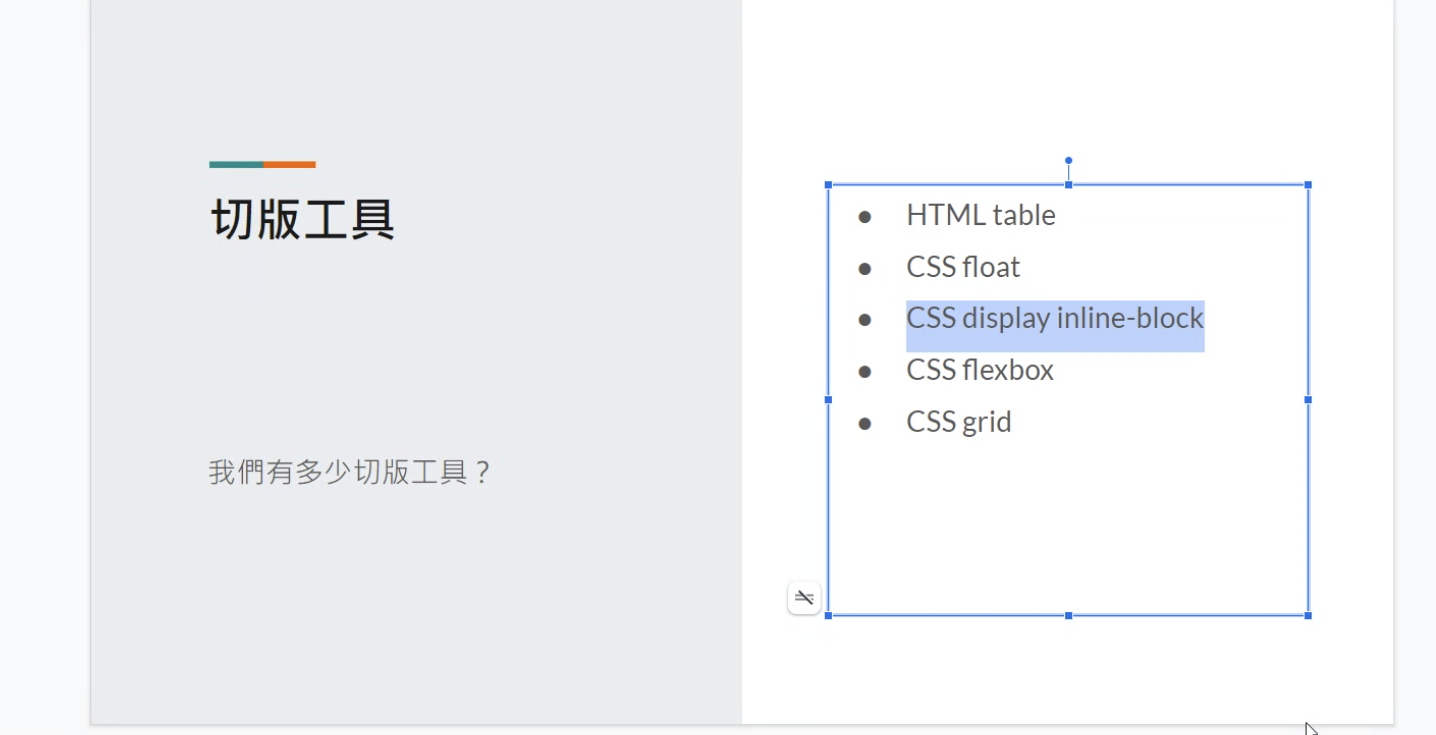 切版工具
我們有多少切版工具？
● HTML table
● CSS float
● CSS display inline-block
● CSS flexbox
● CSS grid